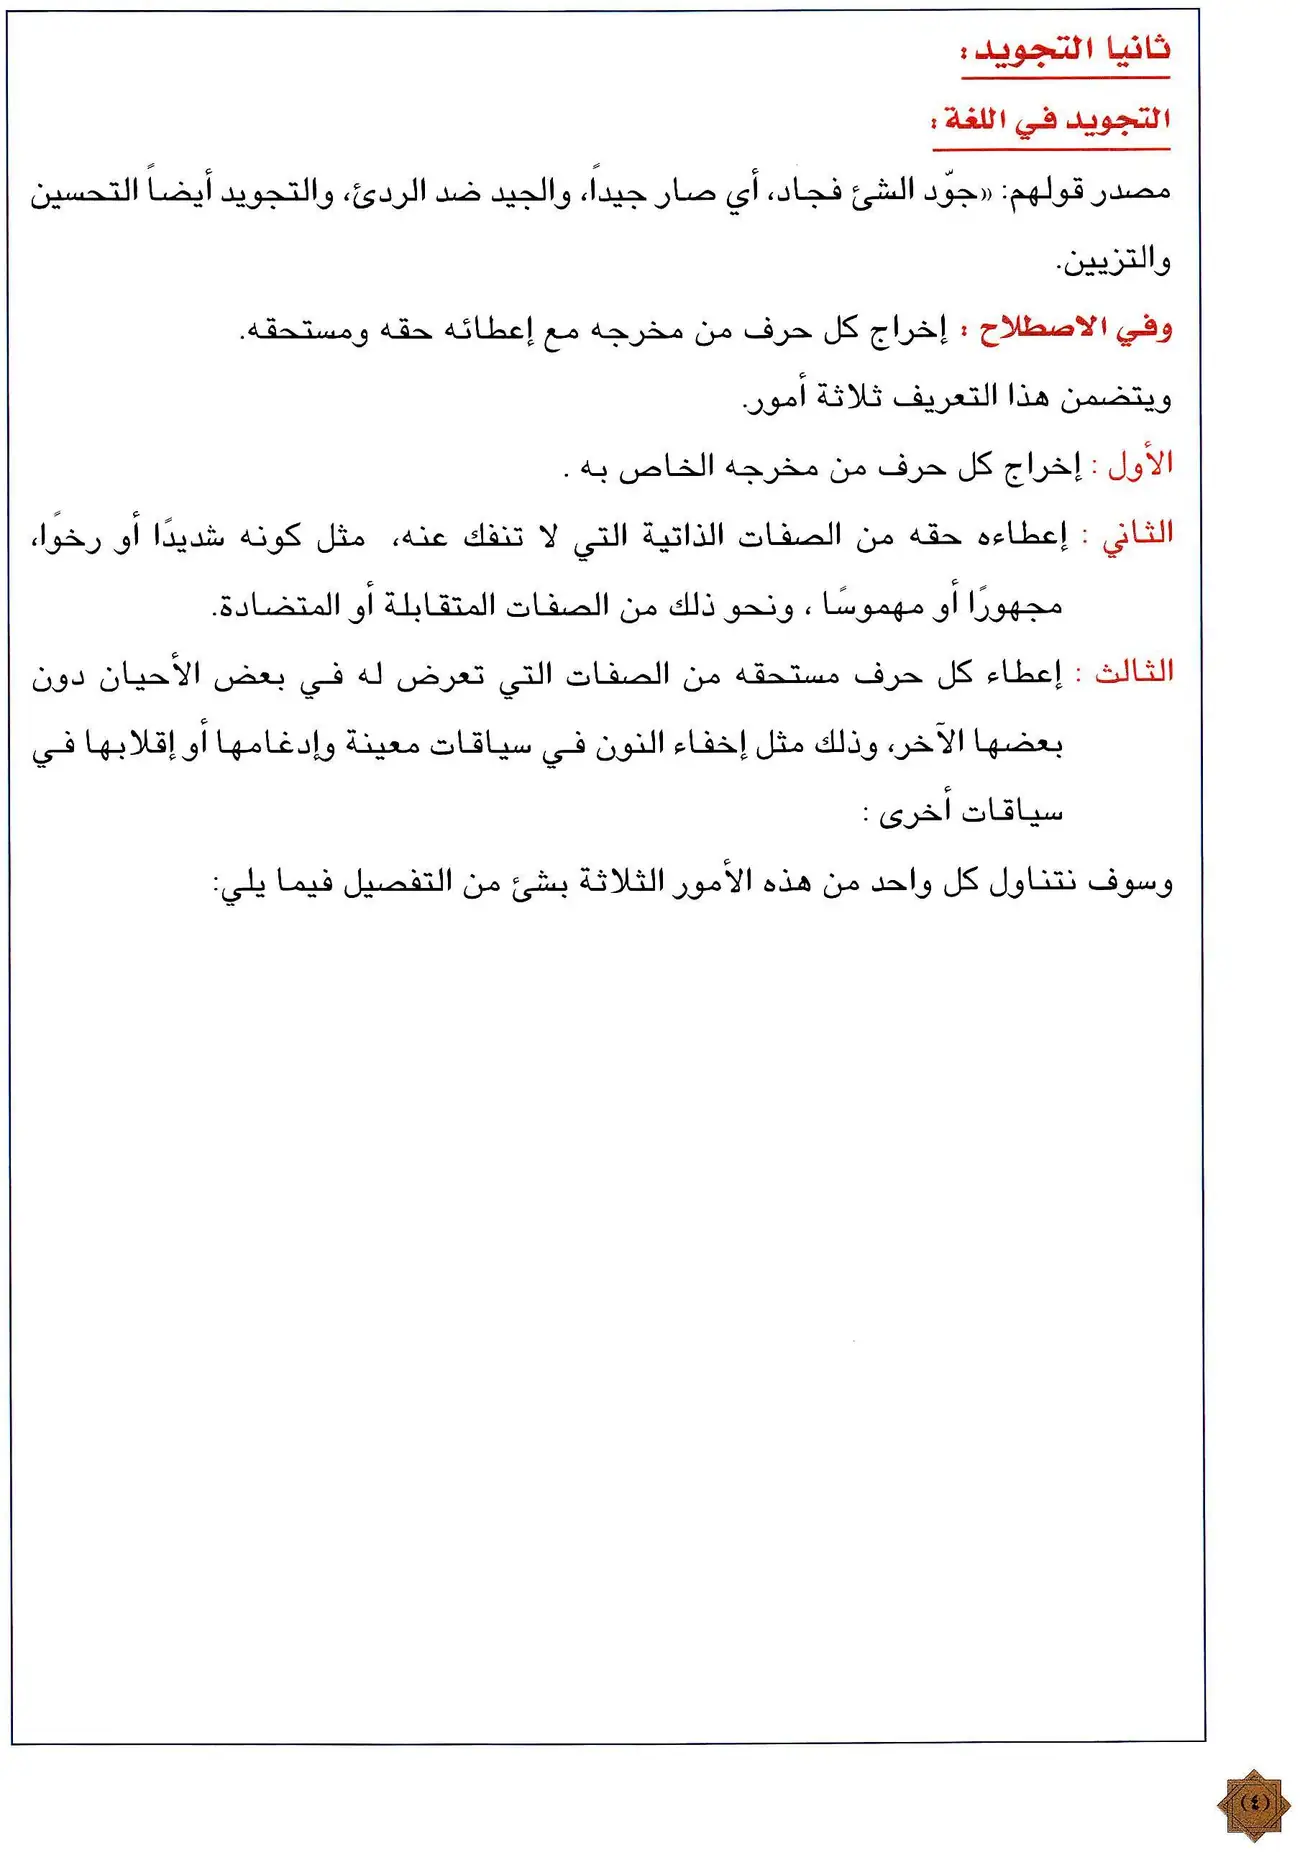 ثانيا التجويد :
التجويد في اللغة :
مصدر قولهم: «جوّد الشئ فجاد، أي صار جيداً، والجيد ضد الردئ، والتجويد أيضاً التحسين
والتزيين.
وفي الاصطلاح : إخراج كل حرف من مخرجه مع إعطائه حقه ومستحقه.
ويتضمن هذا التعريف ثلاثة أمور.
الأول : إخراج كل حرف من مخرجه الخاص به .
الثاني : إعطاءه حقه من الصفات الذاتية التي لا تنفك عنه، مثل كونه شديدًا أو رخوًا،
مجهورًا أو مهموسًا ، ونحو ذلك من الصفات المتقابلة أو المتضادة.
الثالث : إعطاء كل حرف مستحقه من الصفات التي تعرض له في بعض الأحيان دون
بعضها الآخر، وذلك مثل إخفاء النون في سياقات معينة وإدغامها أو إقلابها في
سياقات أخرى :
وسوف نتناول كل واحد من هذه الأمور الثلاثة بشئ من التفصيل فيما يلي:
(٤)